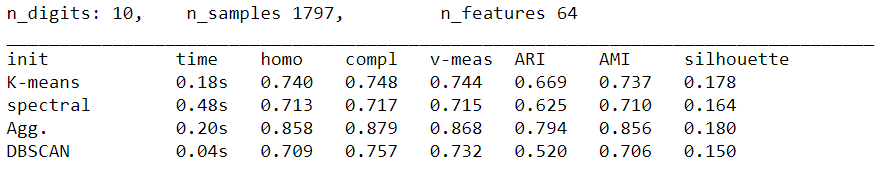 n_digits: 10,    n_samples 1797,        n_features 64
__________________________________________________________________________________
init            time    homo    compl   v-meas  ARI     AMI     silhouette
K-means         0.18s   0.740   0.748   0.744   0.669   0.737   0.178
spectral        0.48s   0.713   0.717   0.715   0.625   0.710   0.164
Agg.            0.20s   0.858   0.879   0.868   0.794   0.856   0.180
DBSCAN          0.04s   0.709   0.757   0.732   0.520   0.706   0.150